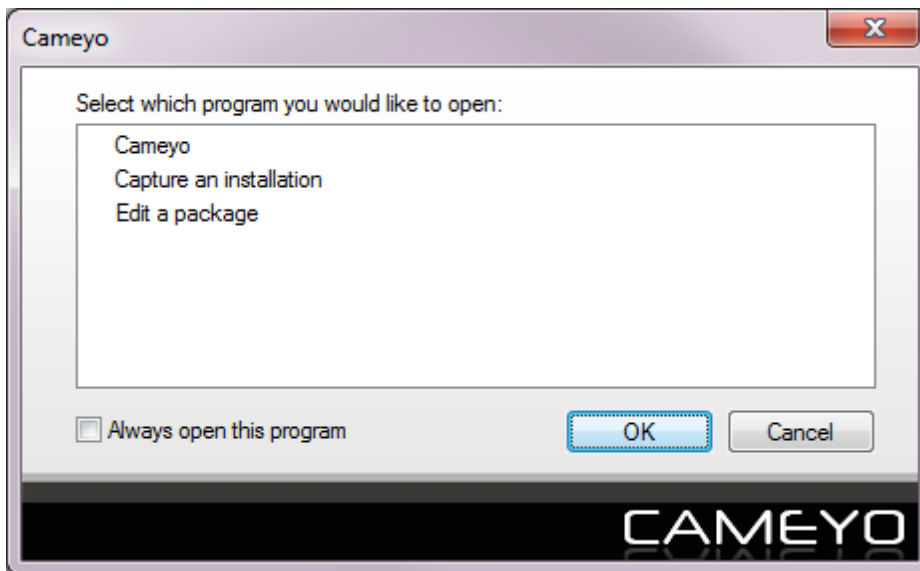 Cameyo
Select which program you would like to open:
Cameyo
Capture an installation
Edit a package
Always open this program
OK
Cancel
CAMEYO